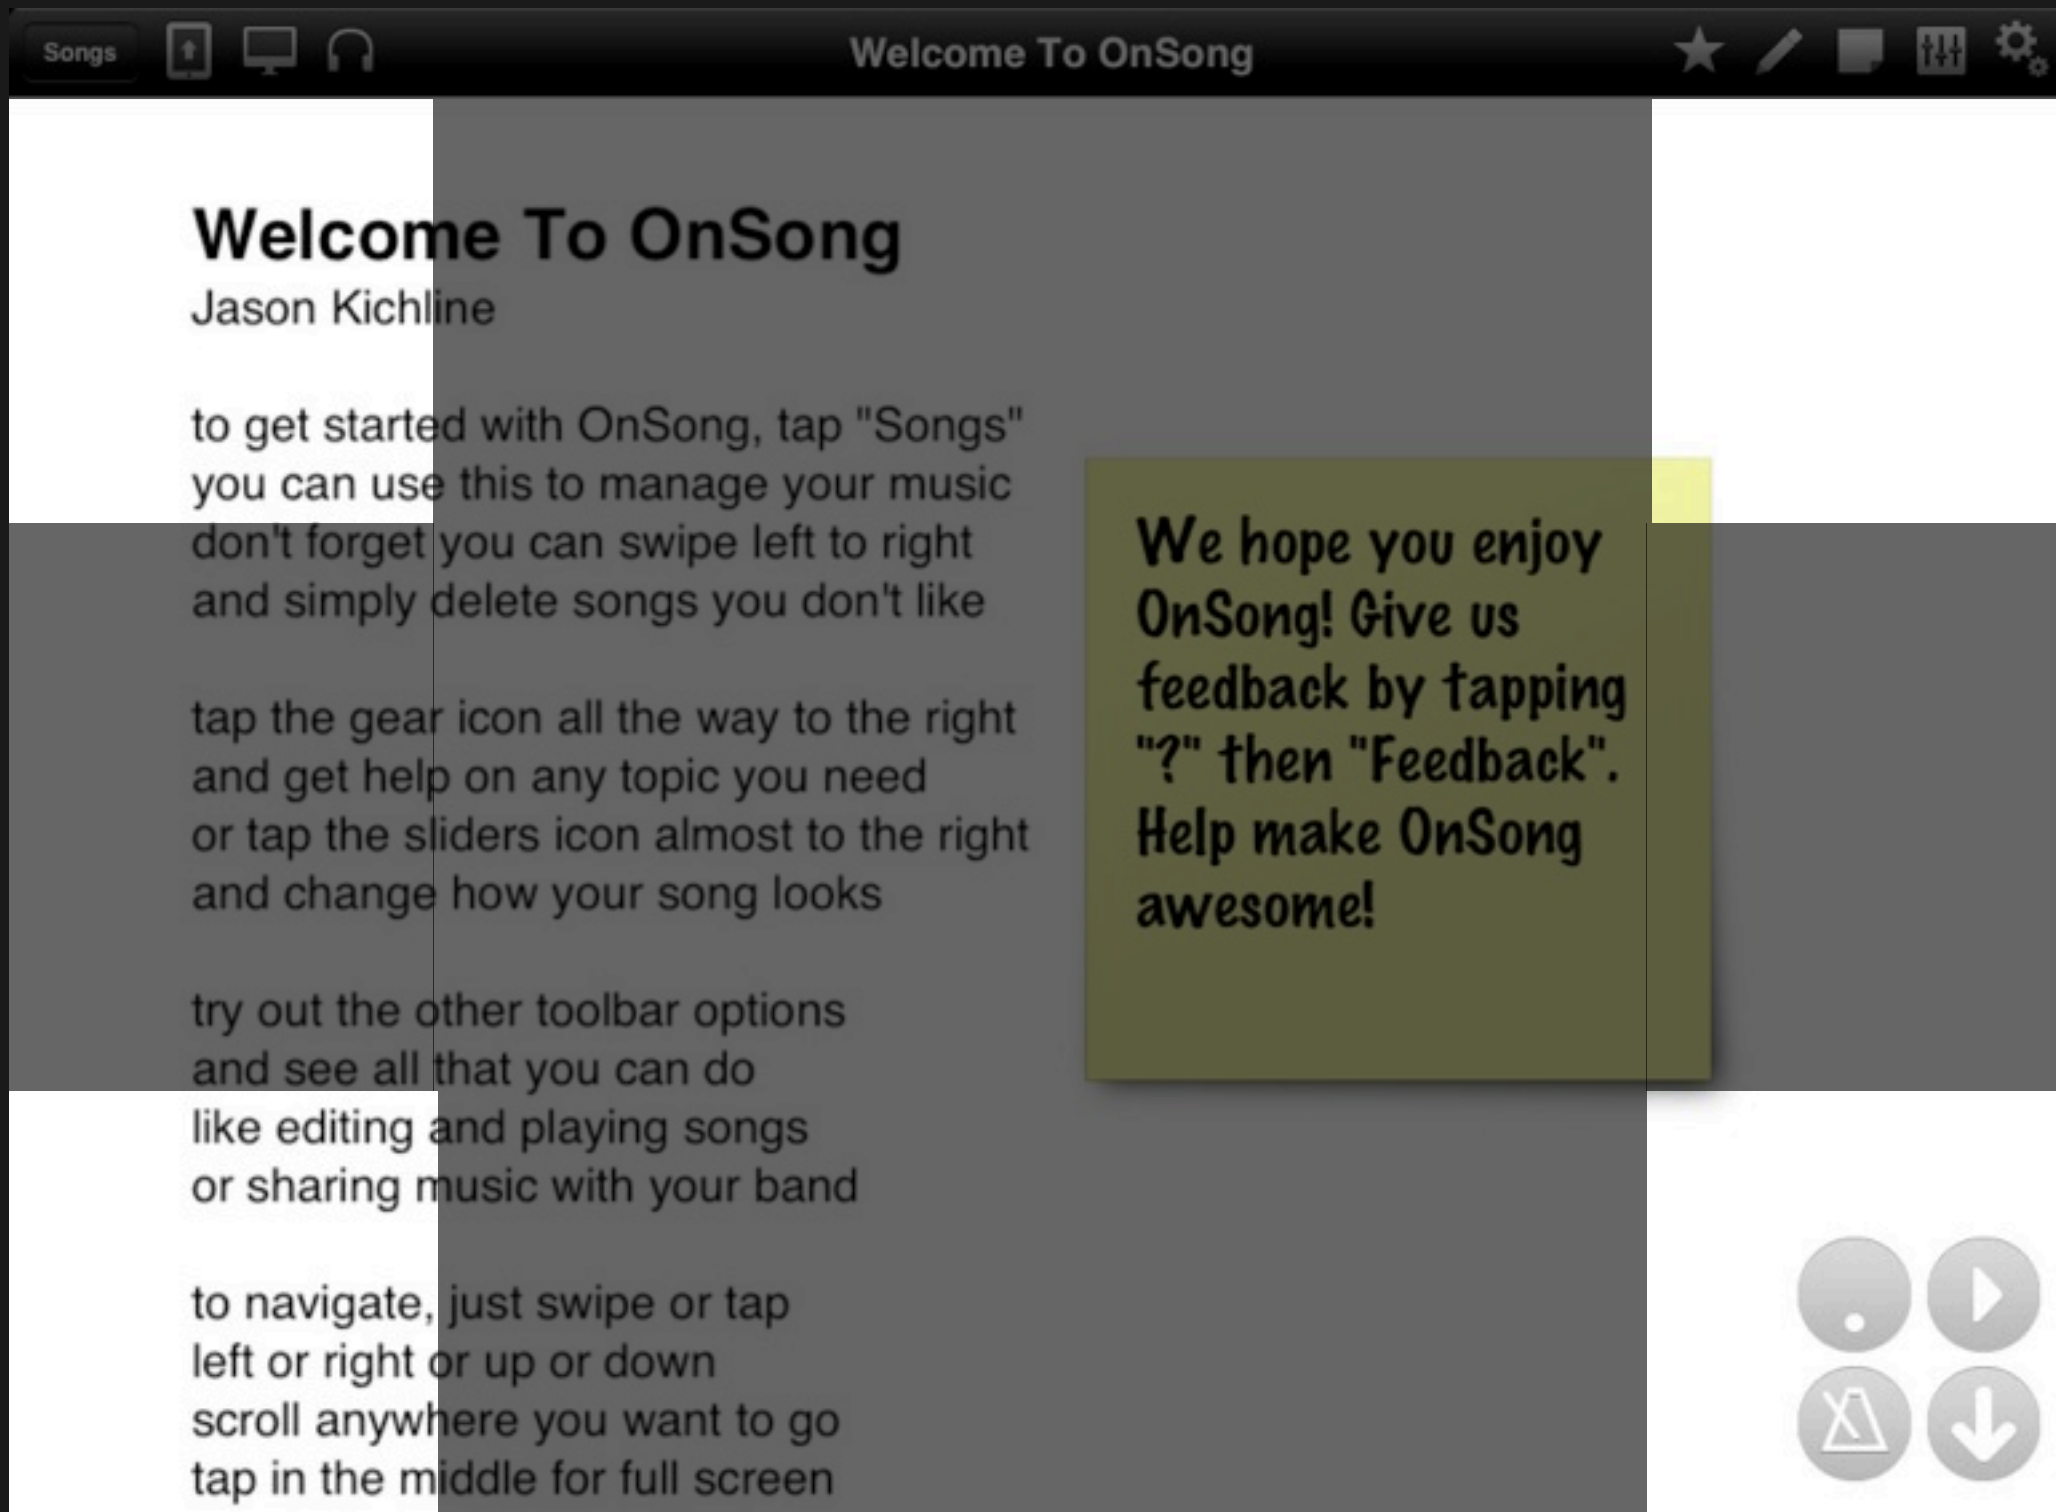 Songs
Welcome To OnSong
Welcome To OnSong
Jason Kichline
to get started with OnSong, tap "Songs"
you can use this to manage your music
don't forget you can swipe left to right
and simply delete songs you don't like
tap the gear icon all the way to the right
and get help on any topic you need
or tap the sliders icon almost to the right
and change how your song looks
try out the other toolbar options
and see all that you can do
like editing and playing songs
or sharing music with your band
to navigate, just swipe or tap
left or right or up or down
scroll anywhere you want to go
tap in the middle for full screen
We hope you enjoy
OnSong! Give us
feedback by tapping
"?" then "Feedback".
Help make OnSong
awesome!